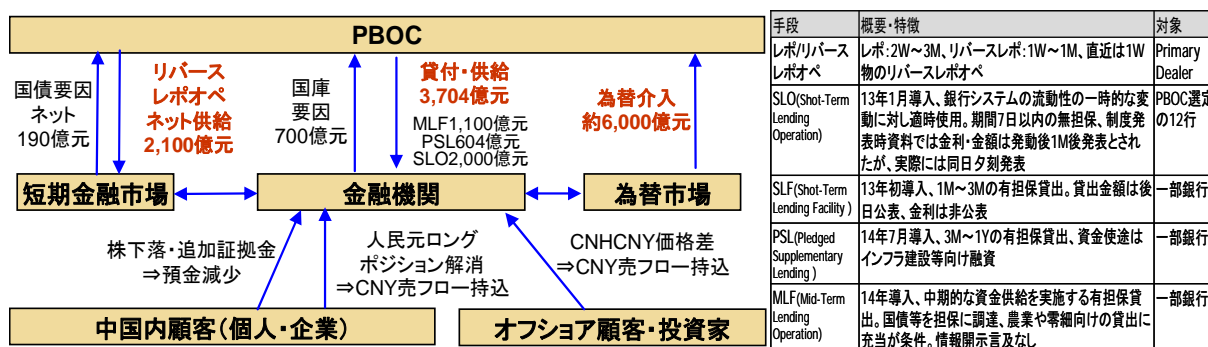 PBOC
国債要因
ネット
190億元
リバース
レポオペ
ネット供給
2,100億元
国庫
要因
700億元
貸付・供給
3,704億元
MLF1,100億元
PSL604億元
SLO2,000億元
為替介入
約6,000億元
短期金融市場
金融機関
為替市場
株下落・追加証拠金
⇒預金減少
人民元ロング
ポジション解消
⇒CNY売フロー持込
CNHCNY価格差
⇒CNY売フロー持込
中国内顧客(個人・企業)
オフショア顧客・投資家
手段 概要・特徴 対象
レポ/リバース
レポオペ
レポ:2W~3M、リバースレポ:1W~1M、直近は1W
物のリバースレポオペ
Primary
Dealer
SLO(Shot-Term
Lending
Operation)
13年1月導入、銀行システムの流動性の一時的な変
動に対し適時使用。期間7日以内の無担保、制度発
表時資料では金利・金額は発動後1M後発表とされ
たが、実際には同日夕刻発表
PBOC選定
の12行
SLF(Shot-Term
Lending Facility )
13年初導入、1M~3Mの有担保貸出。貸出金額は後
日公表、金利は非公表
一部銀行
PSL(Pledged
Supplementary
Lending )
14年7月導入、3M~1Yの有担保貸出、資金使途は
インフラ建設等向け融資
一部銀行
MLF(Mid-Term
Lending
Operation)
14年導入、中期的な資金供給を実施する有担保貸
出。国債等を担保に調達、農業や零細向けの貸出に
充当が条件。情報開示言及なし
一部銀行